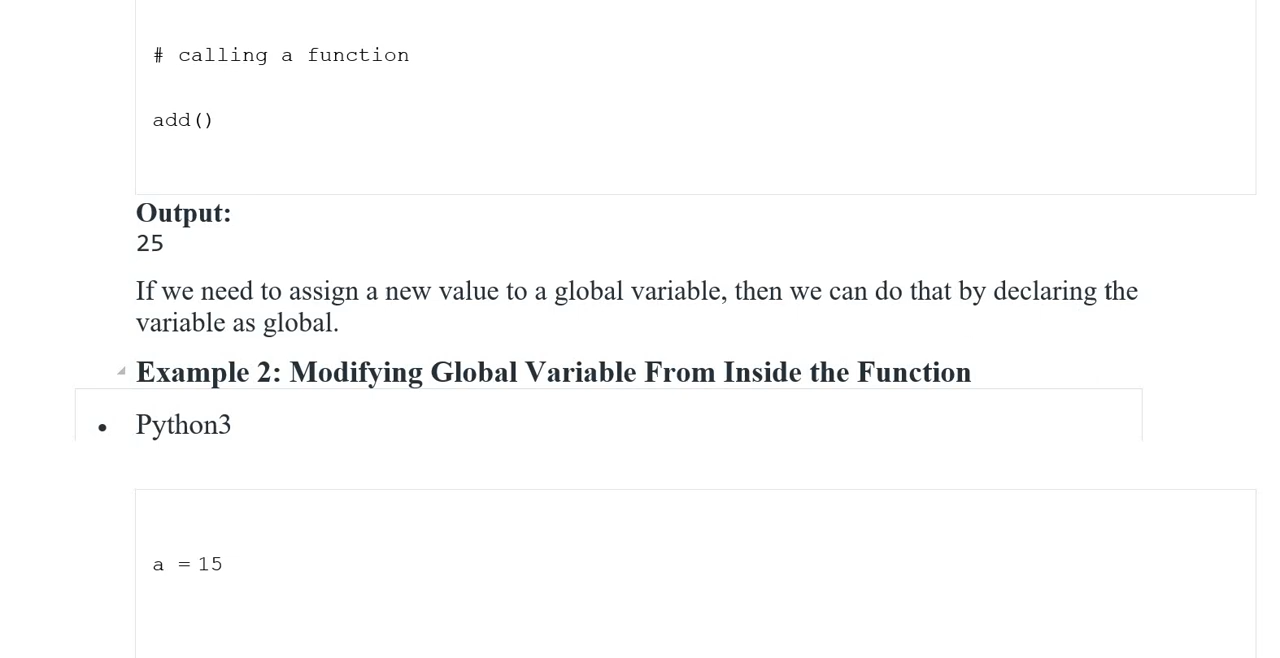 # calling a function
add()
Output:
25
If we need to assign a new value to a global variable, then we can do that by declaring the
variable as global.
Example 2: Modifying Global Variable From Inside the Function
• Python3
a = 15